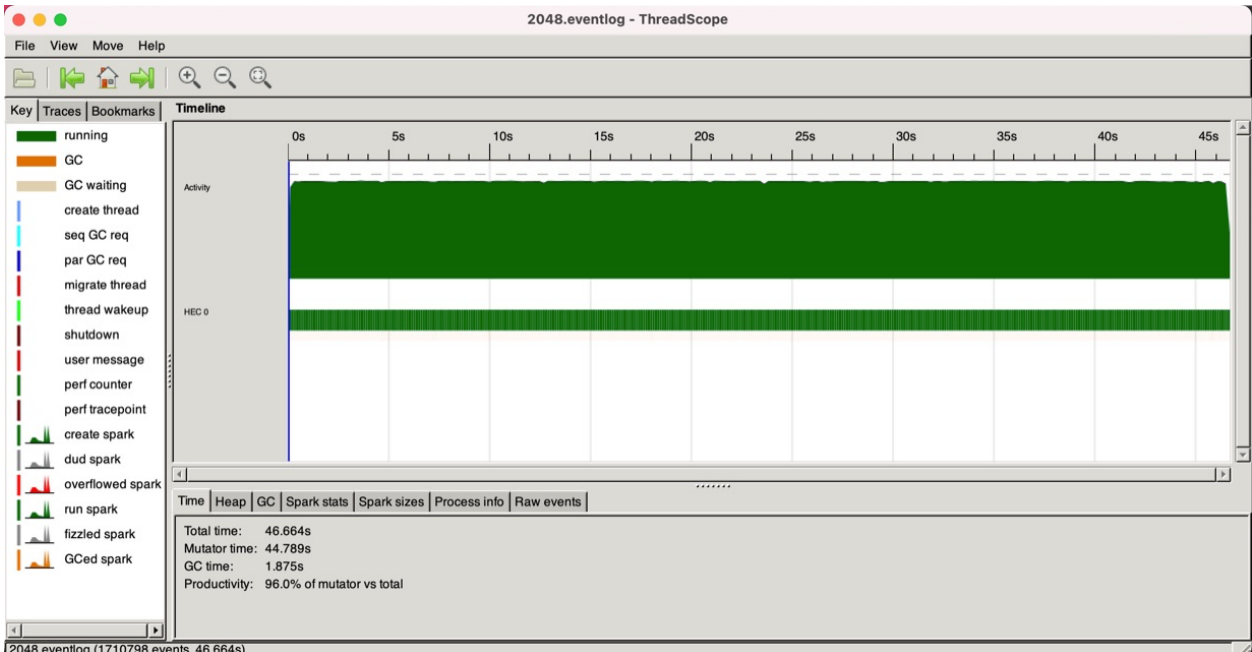 2048.eventlog - ThreadScope
File View Move Help
Key Traces Bookmarks
running
GC
GC waiting
create thread
seq GC req
par GC req
migrate thread
thread wakeup
shutdown
user message
perf counter
perf tracepoint
create spark
dud spark
overflowed spark
run spark
fizzled spark
GCed spark
Timeline
0s 5s 10s 15s 20s 25s 30s 35s 40s 45s
Activity
HEC 0
Time Heap GC Spark stats Spark sizes Process info Raw events
Total time: 46.664s
Mutator time: 44.789s
GC time: 1.875s
Productivity: 96.0% of mutator vs total
2048.eventlog (1710798 events, 46.664s)